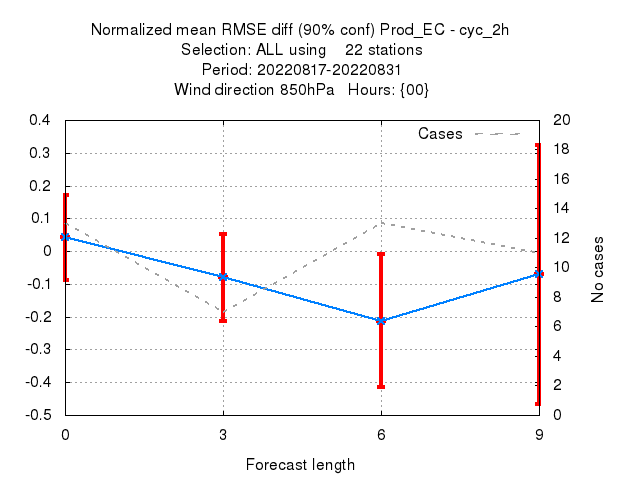 Normalized mean RMSE diff (90% conf) Prod_EC - cyc_2h
Selection: ALL using    22 stations
Period: 20220817-20220831
Wind direction 850hPa   Hours: {00}
Cases
0.4
0.3
0.2
0.1
0
-0.1
-0.2
-0.3
-0.4
-0.5
20
18
16
14
12
10
8
6
4
2
0
No cases
0 3 6 9
Forecast length